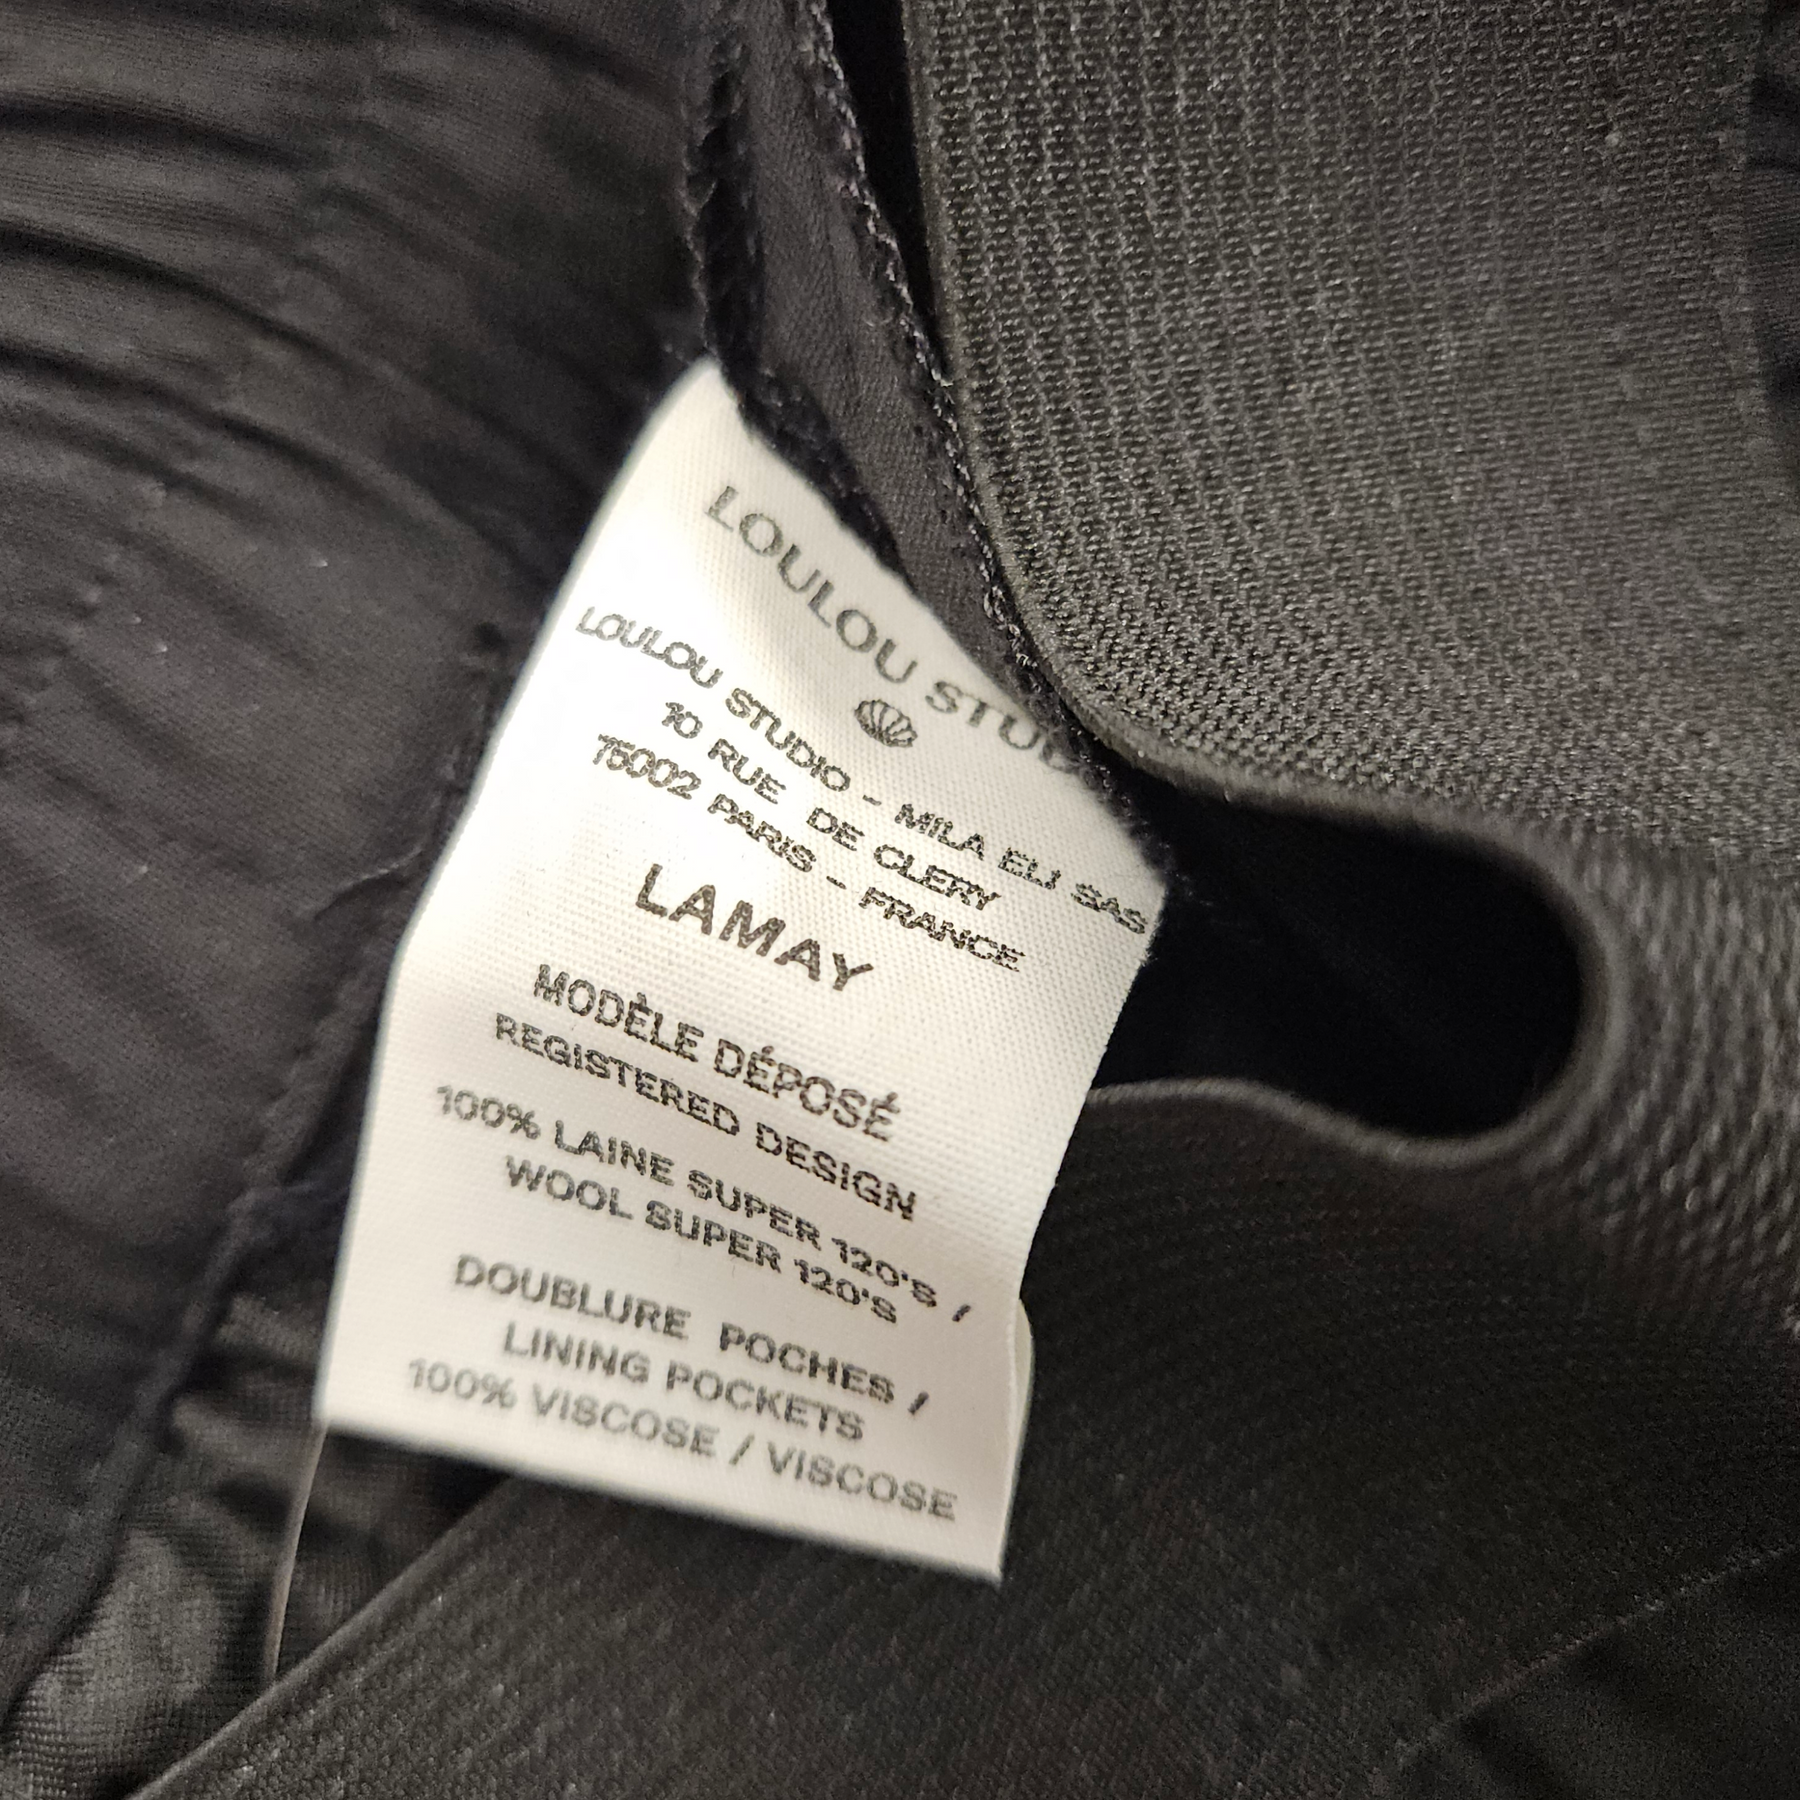 LOULOU STUDIO
LOULOU STUDIO - MILA ELI SAS
10 RUE DE CLERY
75002 PARIS - FRANCE
LAMAY
MODÈLE DÉPOSÉ
REGISTERED DESIGN
100% LAINE SUPER 120'S /
WOOL SUPER 120'S
DOUBLURE POCHES /
LINING POCKETS
100% VISCOSE / VISCOSE